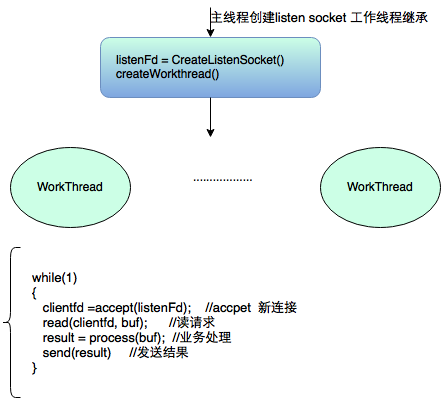 主线程创建listen socket 工作线程继承
listenFd = CreateListenSocket()
createWorkthread()
WorkThread
..................
WorkThread
while(1)
{
clientfd =accept(listenFd); //accpet 新连接
read(clientfd, buf); //读请求
result = process(buf); //业务处理
send(result) //发送结果
}